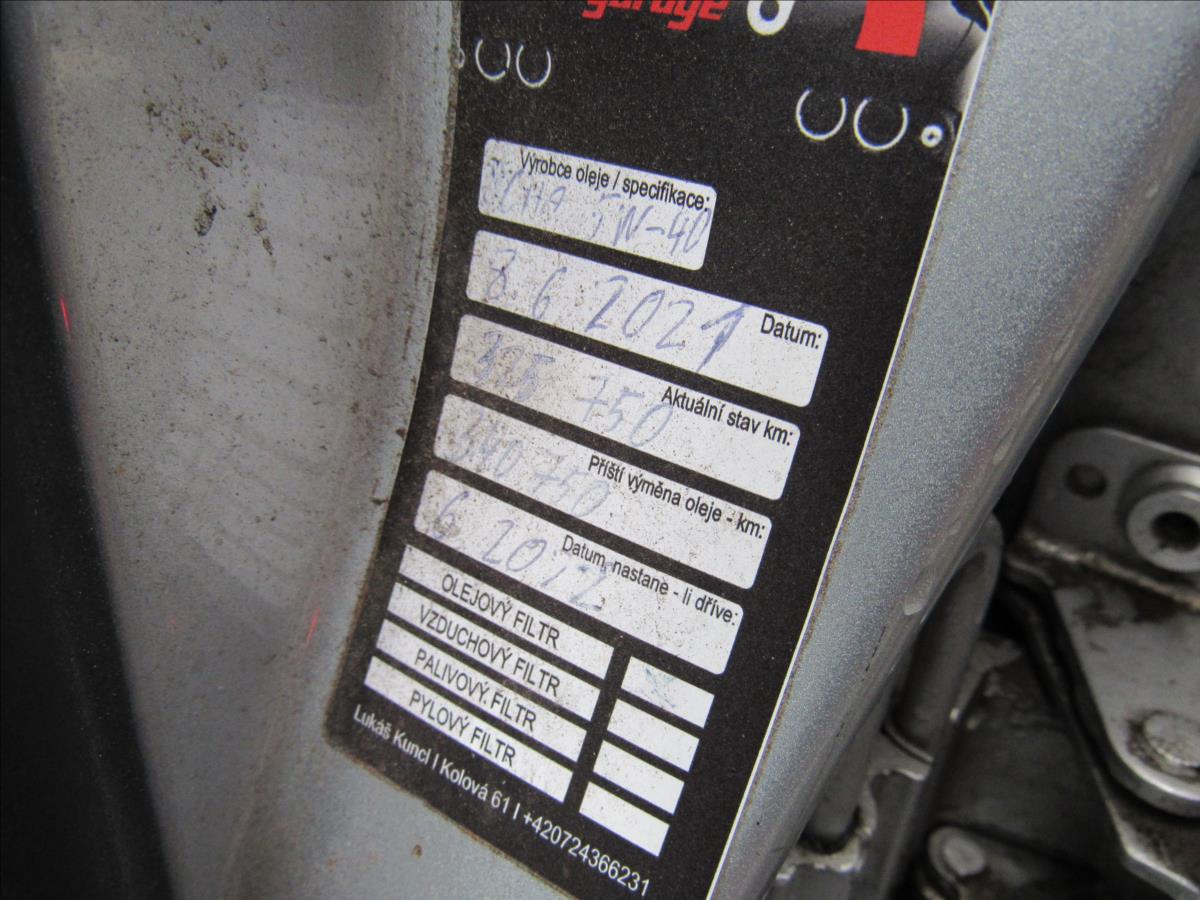 garage
Výrobce oleje / specifikace:
5W-40
Datum:
8.6 2021
Aktuální stav km:
325 750
Příští výměna oleje - km:
340 750
Datum, nastane - li dříve:
6 2022
OLEJOVÝ FILTR X
VZDUCHOVÝ FILTR
PALIVOVÝ FILTR
PYLOVÝ FILTR
Lukáš Kuncl I Kolová 61 I +420724366231